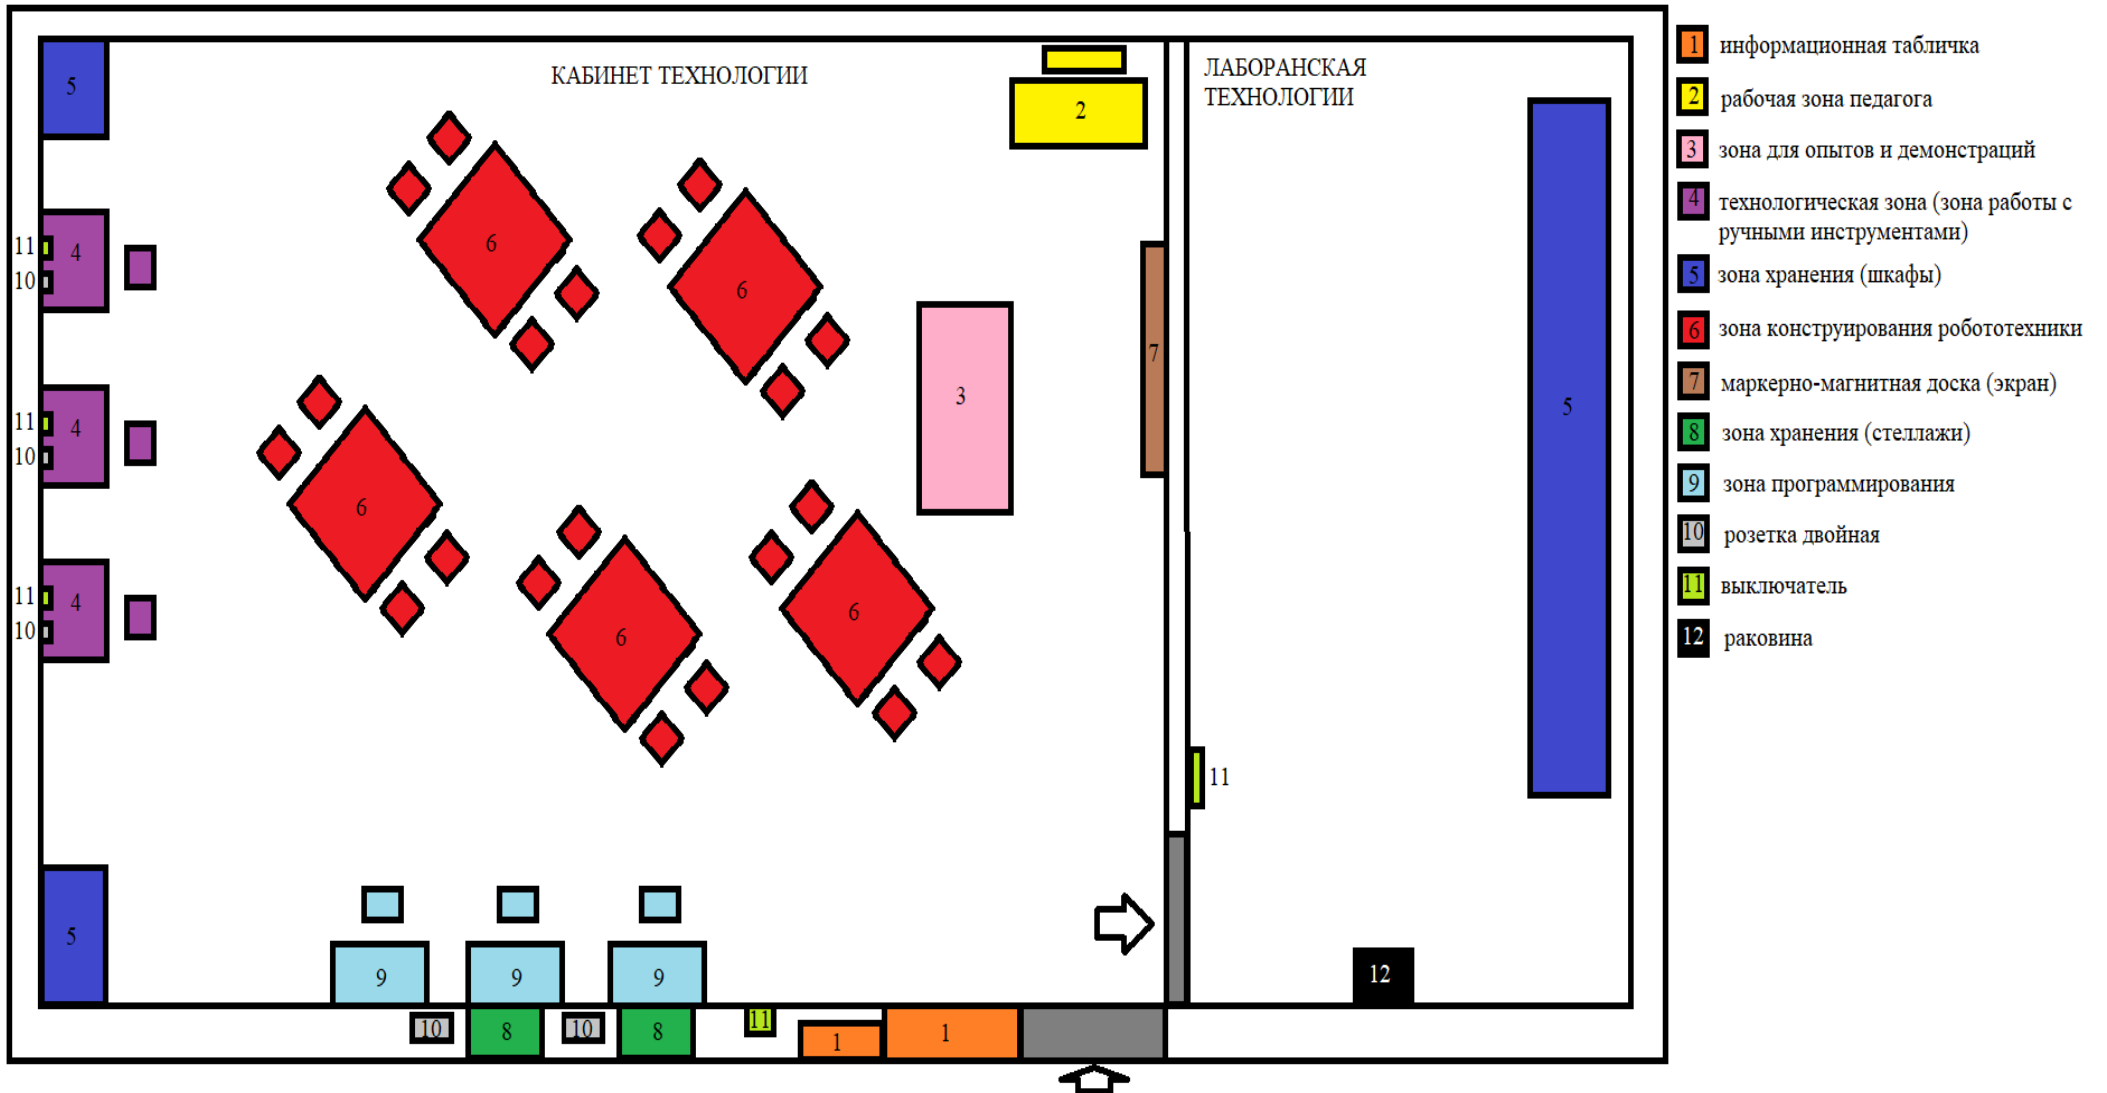 КАБИНЕТ ТЕХНОЛОГИИ
ЛАБОРАНСКАЯ
ТЕХНОЛОГИИ
5
2
11
4
10
6
6
7
3
5
11
4
10
6
11
4
10
6
6
11
5
9
9
9
12
10
8
10
8
11
1
1
1 информационная табличка
2 рабочая зона педагога
3 зона для опытов и демонстраций
4 технологическая зона (зона работы с
ручными инструментами)
5 зона хранения (шкафы)
6 зона конструирования робототехники
7 маркерно-магнитная доска (экран)
8 зона хранения (стеллажи)
9 зона программирования
10 розетка двойная
11 выключатель
12 раковина